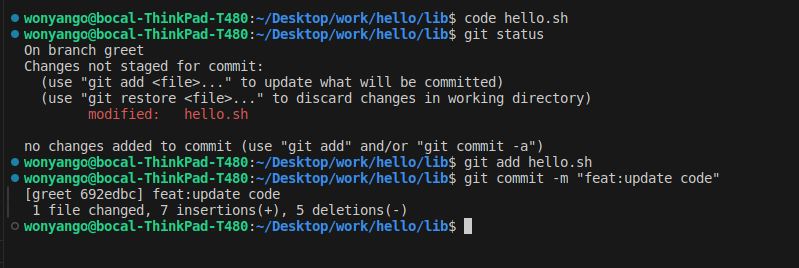 wonyango@bocal-ThinkPad-T480:~/Desktop/work/hello/lib$ code hello.sh
wonyango@bocal-ThinkPad-T480:~/Desktop/work/hello/lib$ git status
On branch greet
Changes not staged for commit:
  (use "git add <file>..." to update what will be committed)
  (use "git restore <file>..." to discard changes in working directory)
        modified:   hello.sh

no changes added to commit (use "git add" and/or "git commit -a")
wonyango@bocal-ThinkPad-T480:~/Desktop/work/hello/lib$ git add hello.sh
wonyango@bocal-ThinkPad-T480:~/Desktop/work/hello/lib$ git commit -m "feat:update code"
[greet 692edbc] feat:update code
 1 file changed, 7 insertions(+), 5 deletions(-)
wonyango@bocal-ThinkPad-T480:~/Desktop/work/hello/lib$